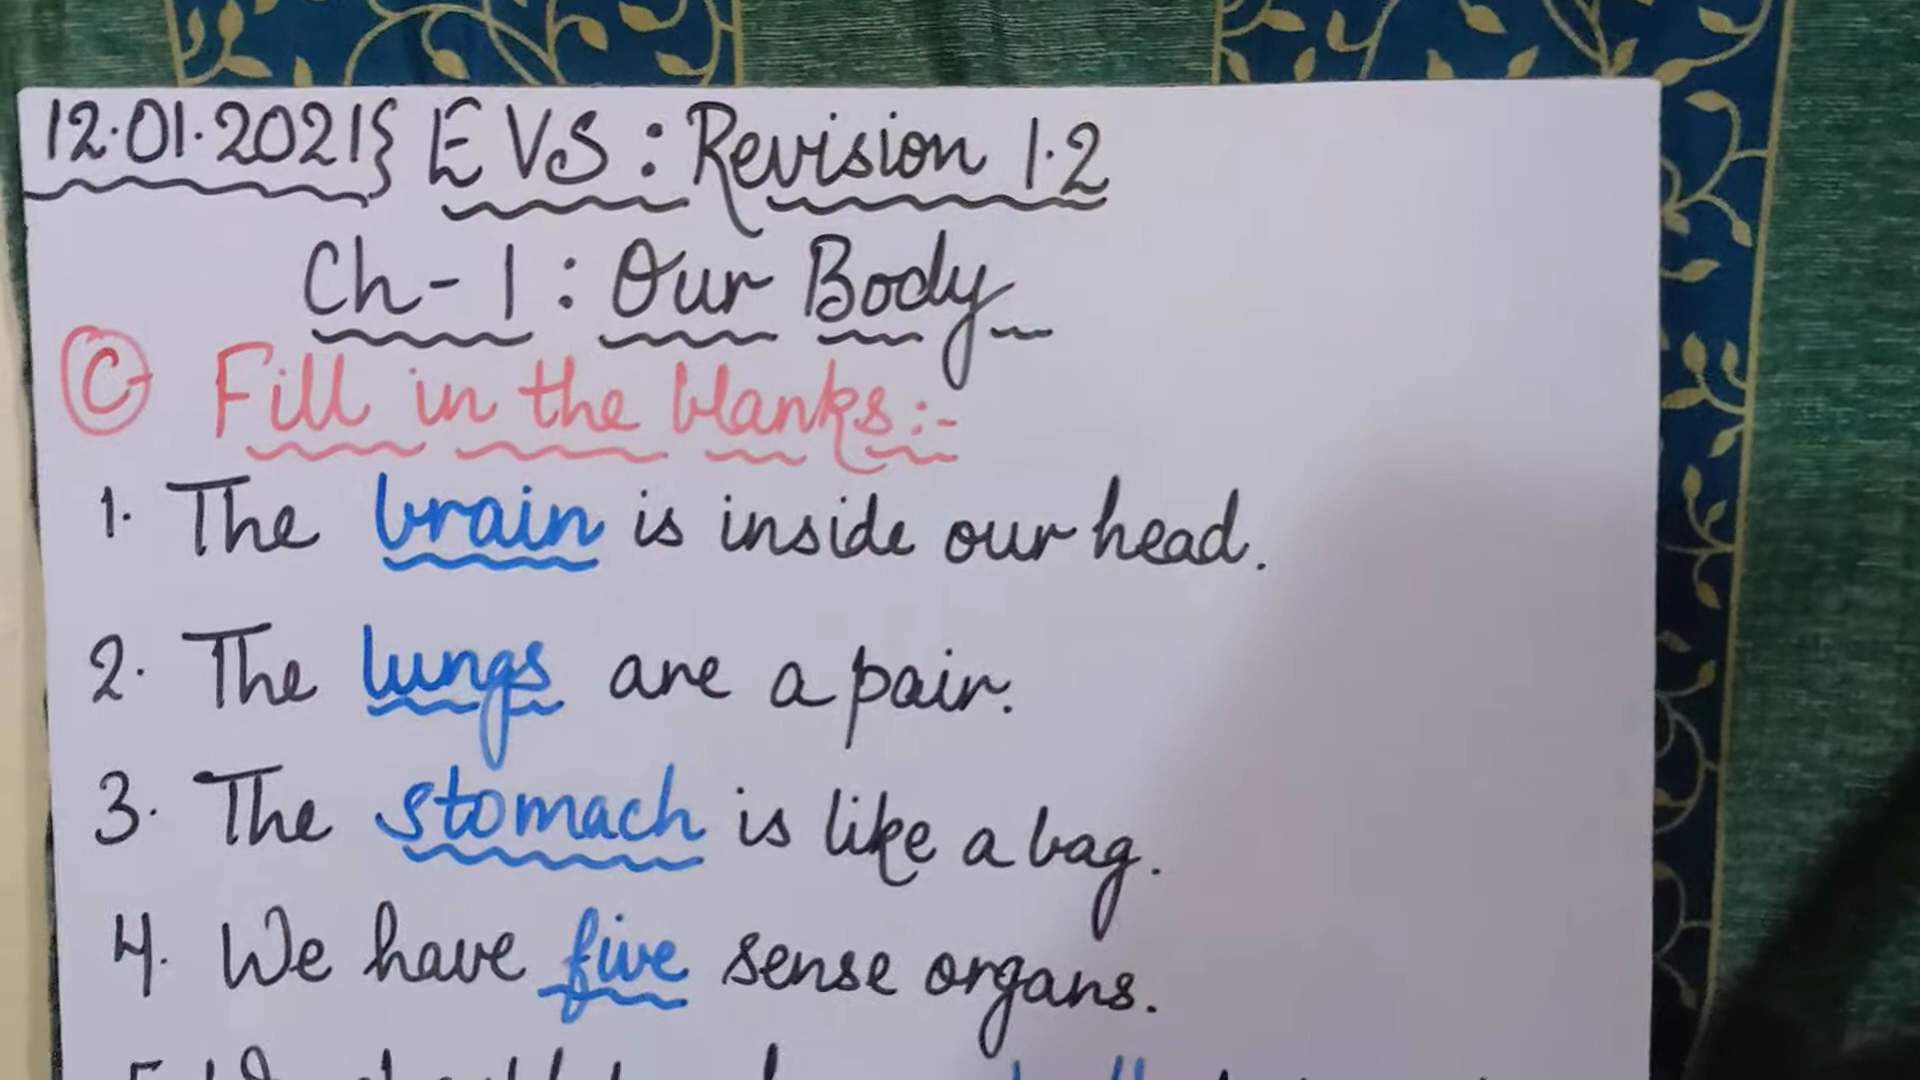 12.01.2021} EVS : Revision 1.2
Ch-1 : Our Body
C Fill in the blanks:-
1. The brain is inside our head.
2. The lungs are a pair.
3. The stomach is like a bag.
4. We have five sense organs.
5. We